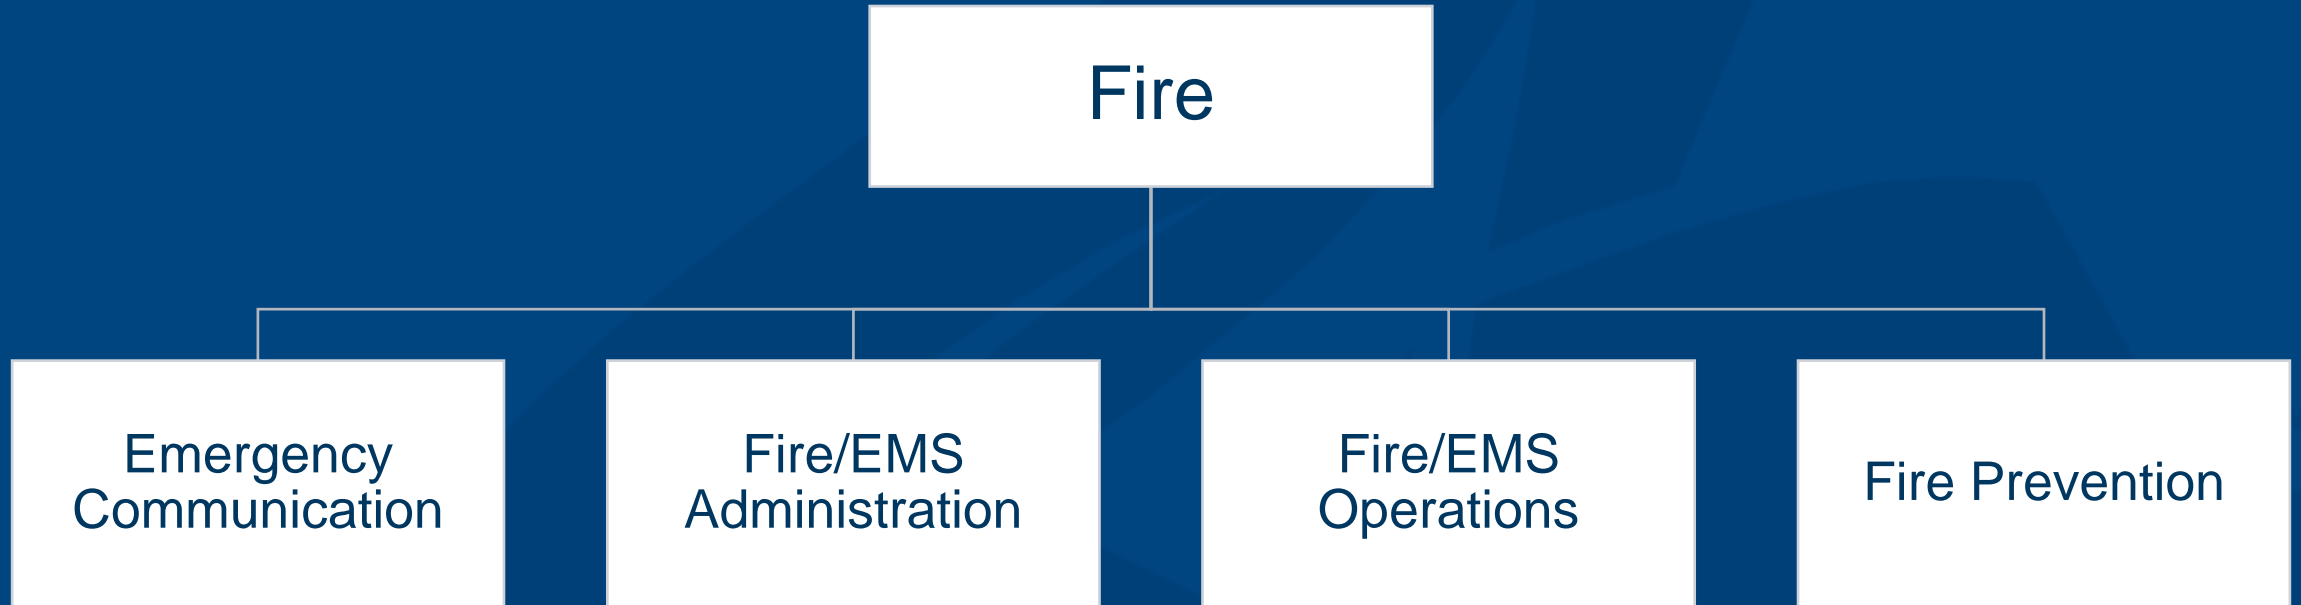 Fire
Emergency
Communication
Fire/EMS
Administration
Fire/EMS
Operations
Fire Prevention